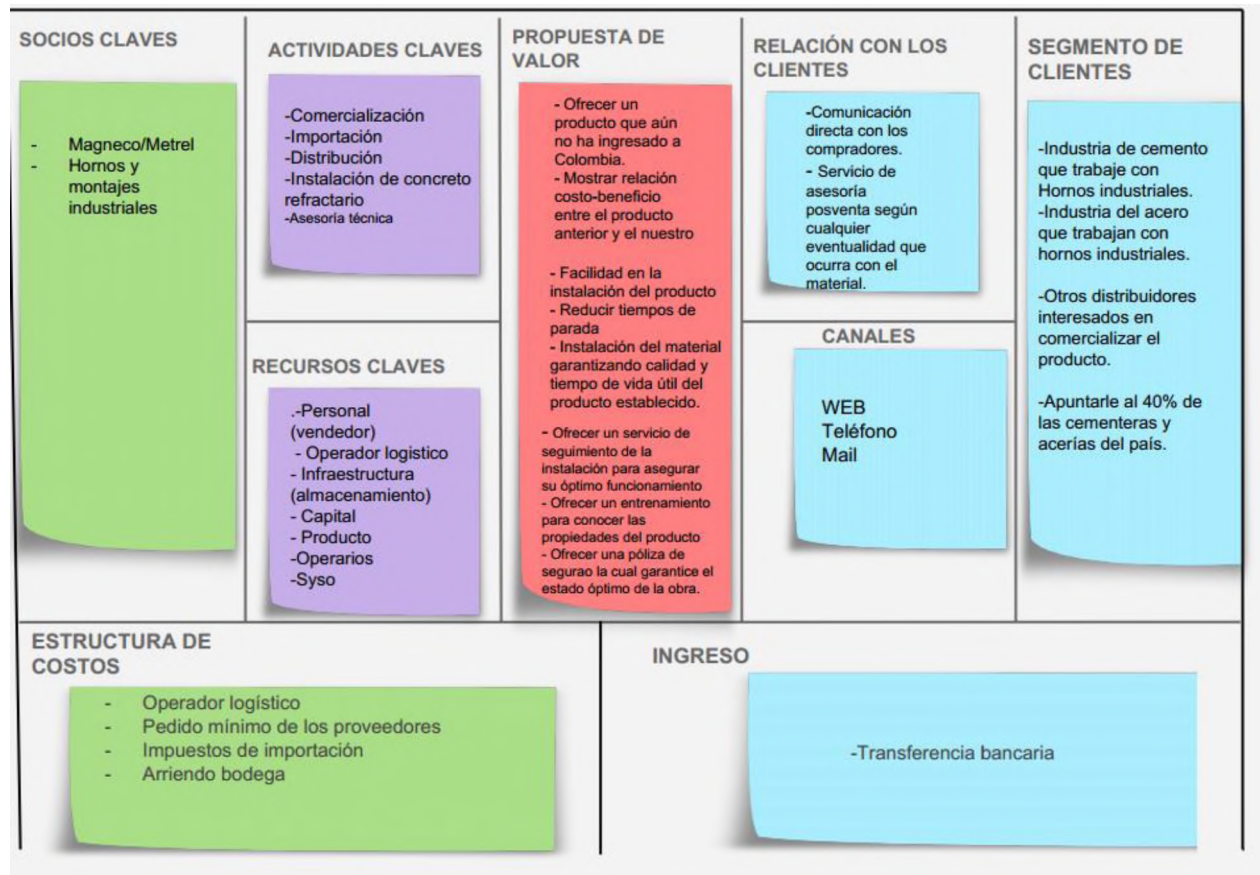 SOCIOS CLAVES
- Magneco/Metrel
- Hornos y
montajes
industriales
ACTIVIDADES CLAVES
-Comercialización
-Importación
-Distribución
-Instalación de concreto
refractario
-Asesoría técnica
RECURSOS CLAVES
.-Personal
(vendedor)
- Operador logistico
- Infraestructura
(almacenamiento)
- Capital
- Producto
-Operarios
-Syso
PROPUESTA DE
VALOR
- Ofrecer un
producto que aún
no ha ingresado a
Colombia.
- Mostrar relación
costo-beneficio
entre el producto
anterior y el nuestro
- Facilidad en la
instalación del producto
- Reducir tiempos de
parada
- Instalación del material
garantizando calidad y
tiempo de vida útil del
producto establecido.
- Ofrecer un servicio de
seguimiento de la
instalación para asegurar
su óptimo funcionamiento
- Ofrecer un entrenamiento
para conocer las
propiedades del producto
- Ofrecer una póliza de
segurao la cual garantice el
estado óptimo de la obra.
RELACIÓN CON LOS
CLIENTES
-Comunicación
directa con los
compradores.
- Servicio de
asesoría
posventa según
cualquier
eventualidad que
ocurra con el
material.
CANALES
WEB
Teléfono
Mail
SEGMENTO DE
CLIENTES
-Industria de cemento
que trabaje con
Hornos industriales.
-Industria del acero
que trabajan con
hornos industriales.
-Otros distribuidores
interesados en
comercializar el
producto.
-Apuntarle al 40% de
las cementeras y
acerías del país.
ESTRUCTURA DE
COSTOS
- Operador logístico
- Pedido mínimo de los proveedores
- Impuestos de importación
- Arriendo bodega
INGRESO
-Transferencia bancaria